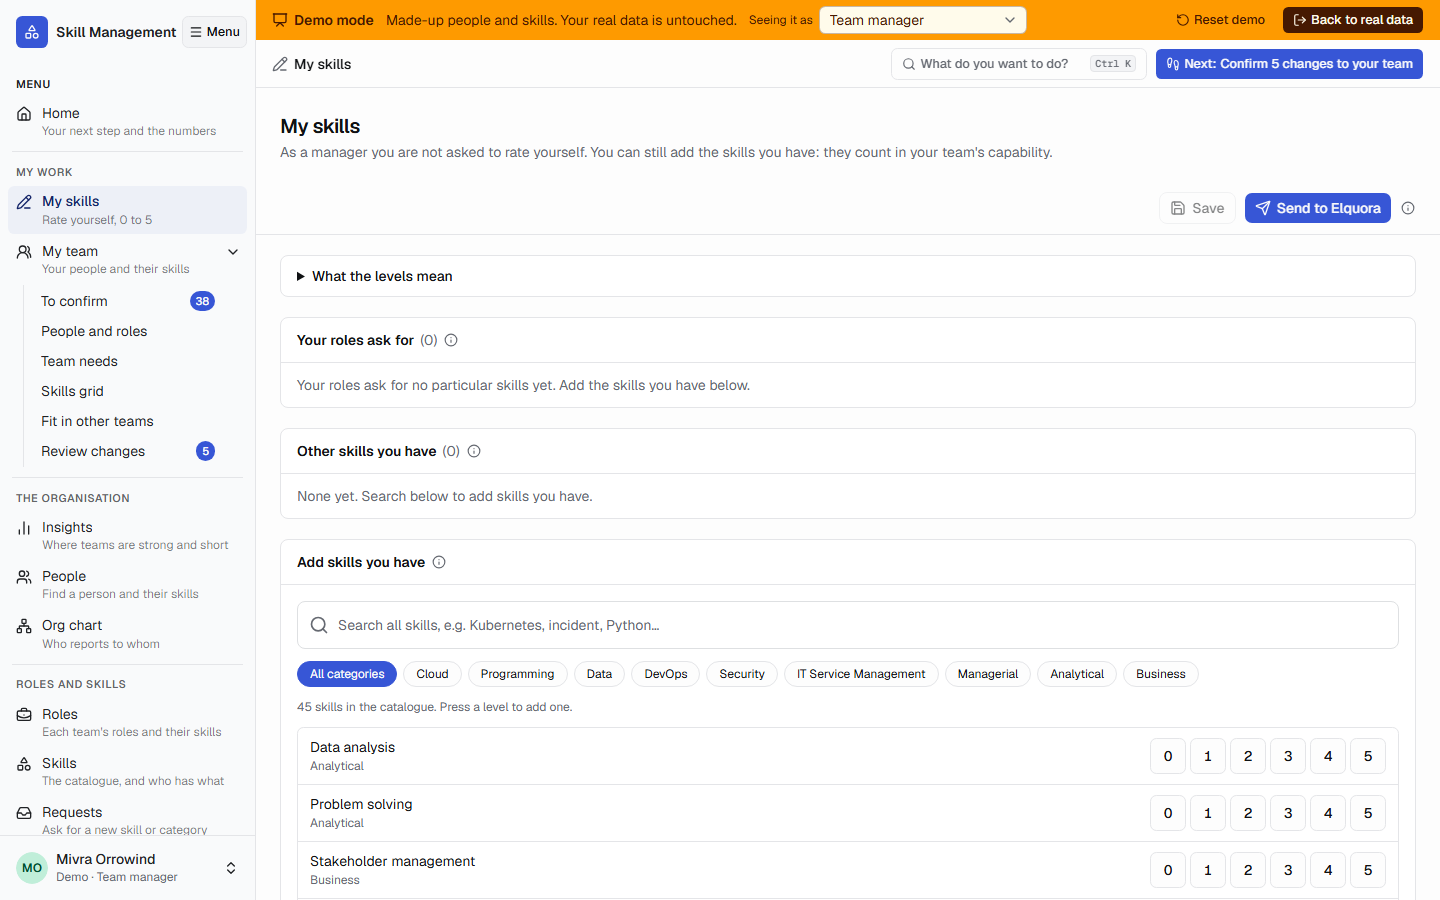 Skill Management
Menu
Demo mode Made-up people and skills. Your real data is untouched. Seeing it as Team manager
Reset demo
Back to real data
My skills
What do you want to do? Ctrl K
Next: Confirm 5 changes to your team
MENU
Home
Your next step and the numbers
MY WORK
My skills
Rate yourself, 0 to 5
My team
Your people and their skills
To confirm 38
People and roles
Team needs
Skills grid
Fit in other teams
Review changes 5
THE ORGANISATION
Insights
Where teams are strong and short
People
Find a person and their skills
Org chart
Who reports to whom
ROLES AND SKILLS
Roles
Each team's roles and their skills
Skills
The catalogue, and who has what
Requests
Ask for a new skill or category
MO
Mivra Orrowind
Demo · Team manager
My skills
As a manager you are not asked to rate yourself. You can still add the skills you have: they count in your team's capability.
Save
Send to Elquora
What the levels mean
Your roles ask for (0)
Your roles ask for no particular skills yet. Add the skills you have below.
Other skills you have (0)
None yet. Search below to add skills you have.
Add skills you have
Search all skills, e.g. Kubernetes, incident, Python...
All categories Cloud Programming Data DevOps Security IT Service Management Managerial Analytical Business
45 skills in the catalogue. Press a level to add one.
Data analysis
Analytical
0 1 2 3 4 5
Problem solving
Analytical
0 1 2 3 4 5
Stakeholder management
Business
0 1 2 3 4 5